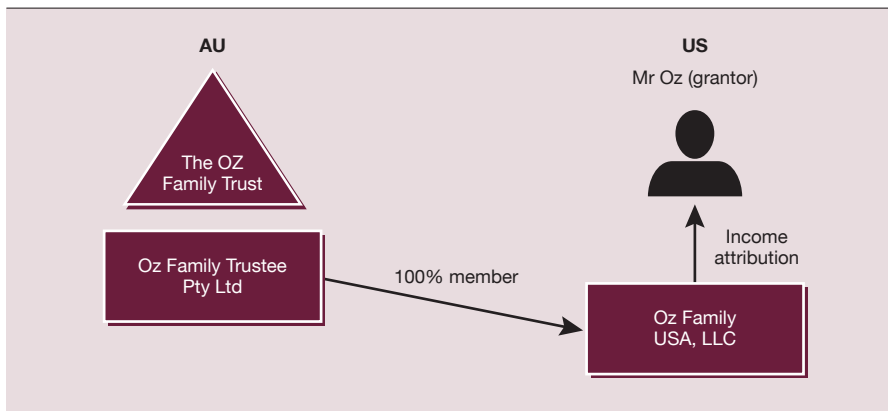 AU
The OZ
Family Trust
Oz Family Trustee
Pty Ltd
100% member
US
Mr Oz (grantor)
Income
attribution
Oz Family
USA, LLC